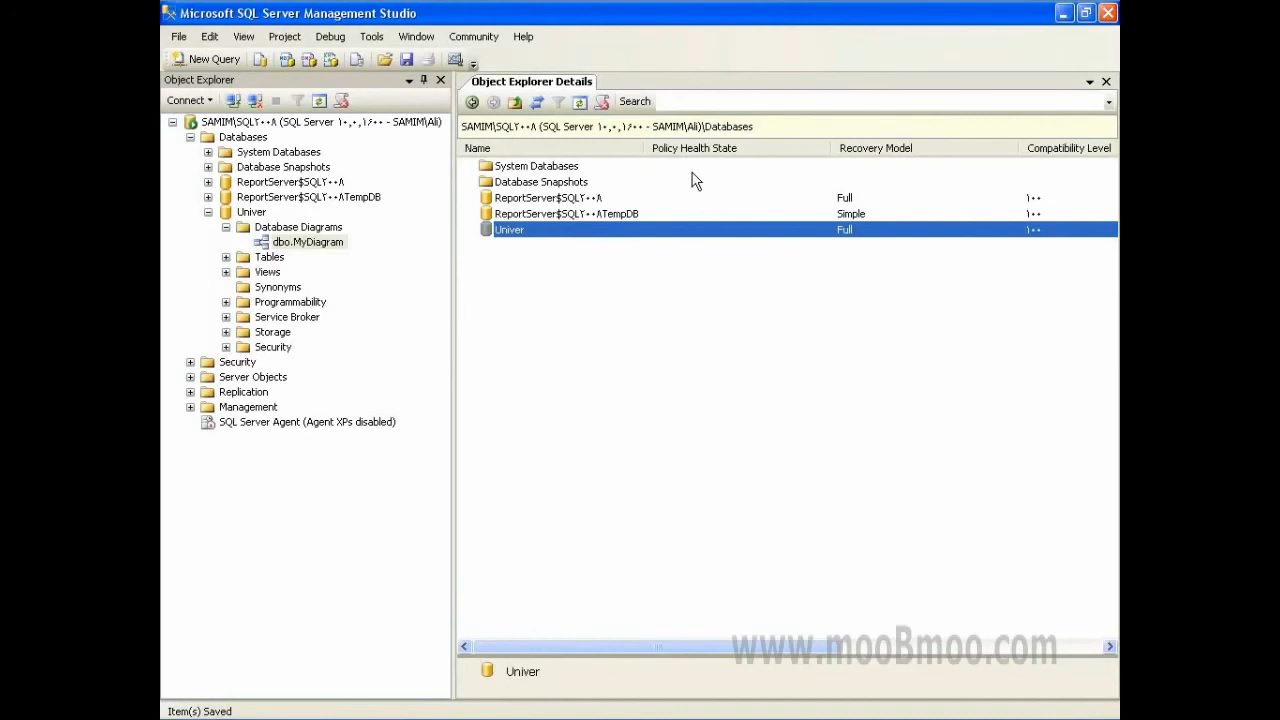 Microsoft SQL Server Management Studio
File Edit View Project Debug Tools Window Community Help
New Query
Object Explorer
Connect
SAMIM\SQL۲۰۰۸ (SQL Server ۱۰,۰,۱۶۰۰ - SAMIM\Ali)
Databases
System Databases
Database Snapshots
ReportServer$SQL۲۰۰۸
ReportServer$SQL۲۰۰۸TempDB
Univer
Database Diagrams
dbo.MyDiagram
Tables
Views
Synonyms
Programmability
Service Broker
Storage
Security
Security
Server Objects
Replication
Management
SQL Server Agent (Agent XPs disabled)
Object Explorer Details
Search
SAMIM\SQL۲۰۰۸ (SQL Server ۱۰,۰,۱۶۰۰ - SAMIM\Ali)\Databases
Name Policy Health State Recovery Model Compatibility Level
System Databases
Database Snapshots
ReportServer$SQL۲۰۰۸ Full ۱۰۰
ReportServer$SQL۲۰۰۸TempDB Simple ۱۰۰
Univer Full ۱۰۰
www.mooBmoo.com
Univer
Item(s) Saved